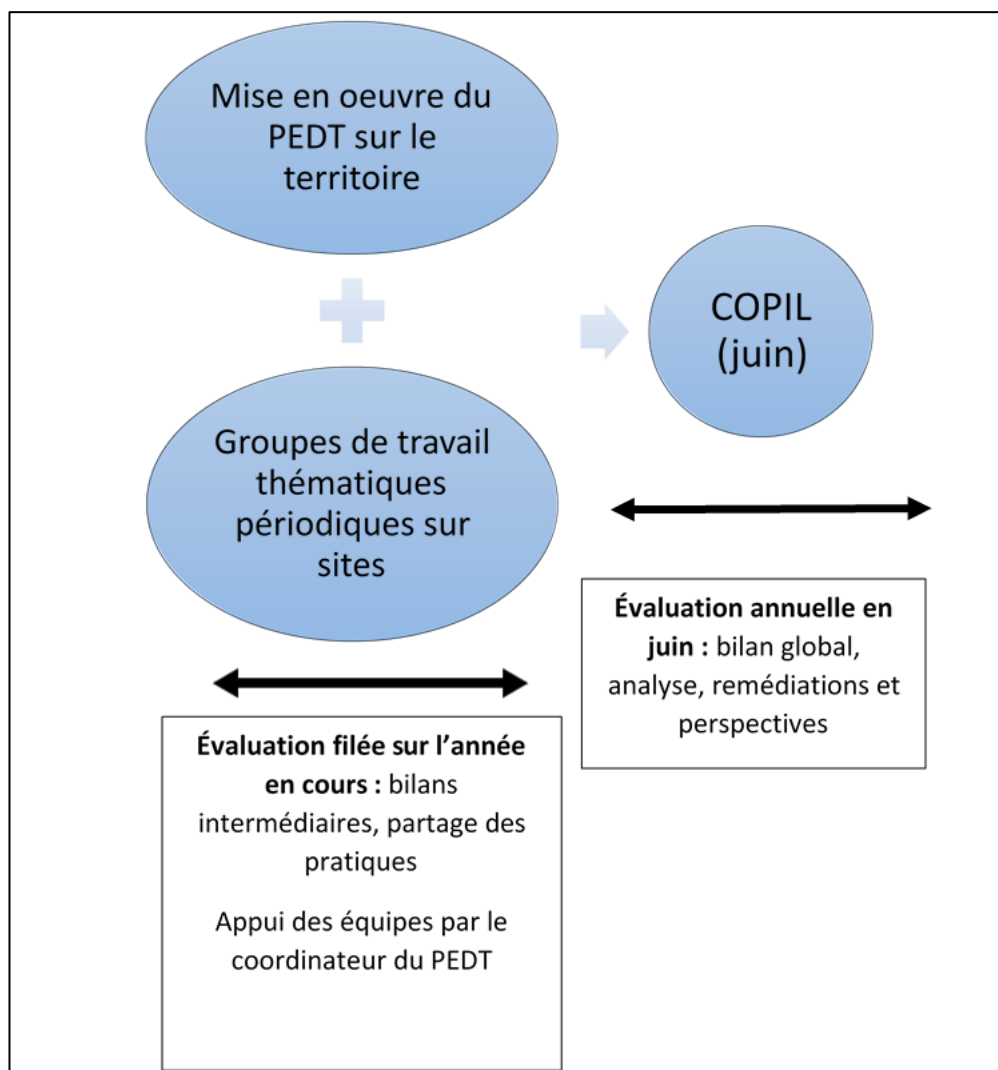 Mise en oeuvre du
PEDT sur le
territoire
COPIL
(juin)
Groupes de travail
thématiques
périodiques sur
sites
Évaluation annuelle en
juin : bilan global,
analyse, remédiations et
perspectives
Évaluation filée sur l’année
en cours : bilans
intermédiaires, partage des
pratiques
Appui des équipes par le
coordinateur du PEDT